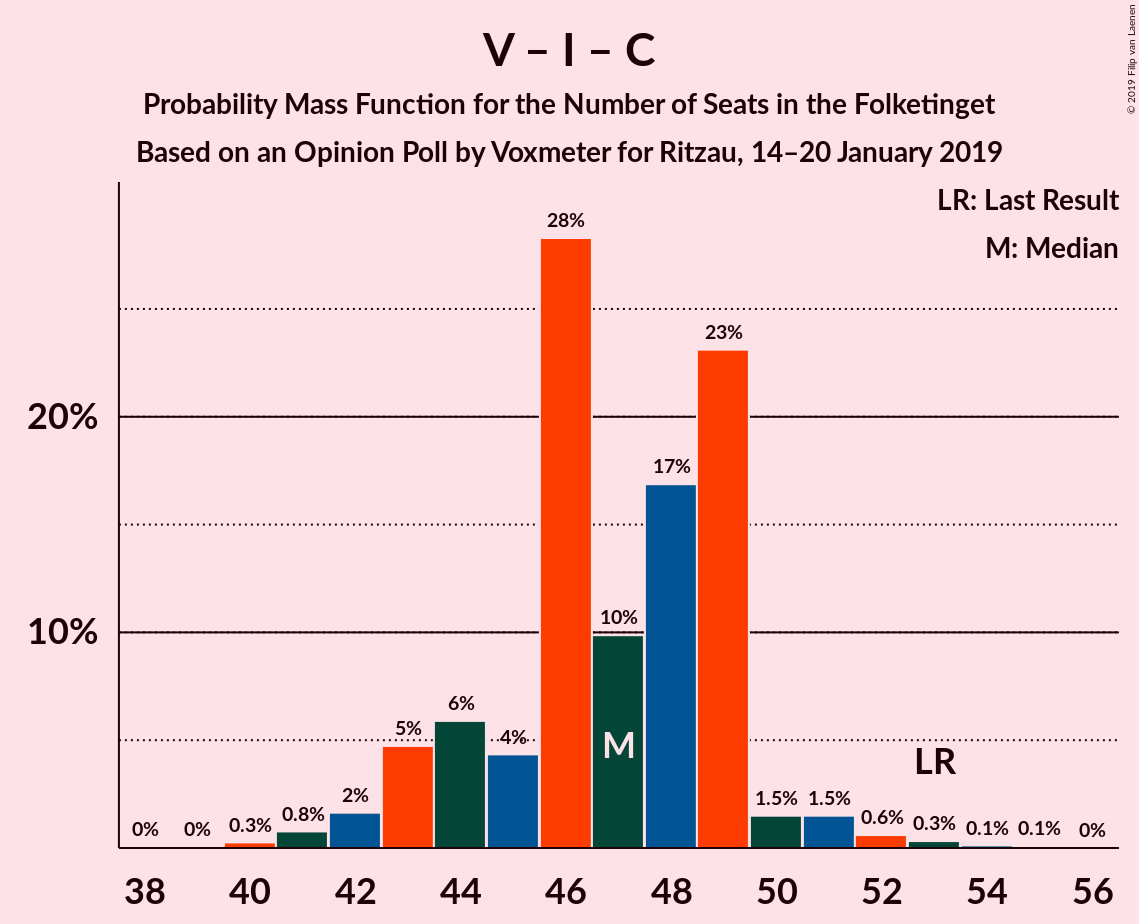 V – I – C
Probability Mass Function for the Number of Seats in the Folketinget
Based on an Opinion Poll by Voxmeter for Ritzau, 14–20 January 2019
© 2019 Filip van Laenen
LR: Last Result
M: Median
20%
10%
0%
0%
0.3%
0.8%
2%
5%
6%
4%
28%
10%
17%
23%
1.5%
1.5%
0.6%
0.3%
0.1%
0.1%
0%
M
LR
38 40 42 44 46 48 50 52 54 56